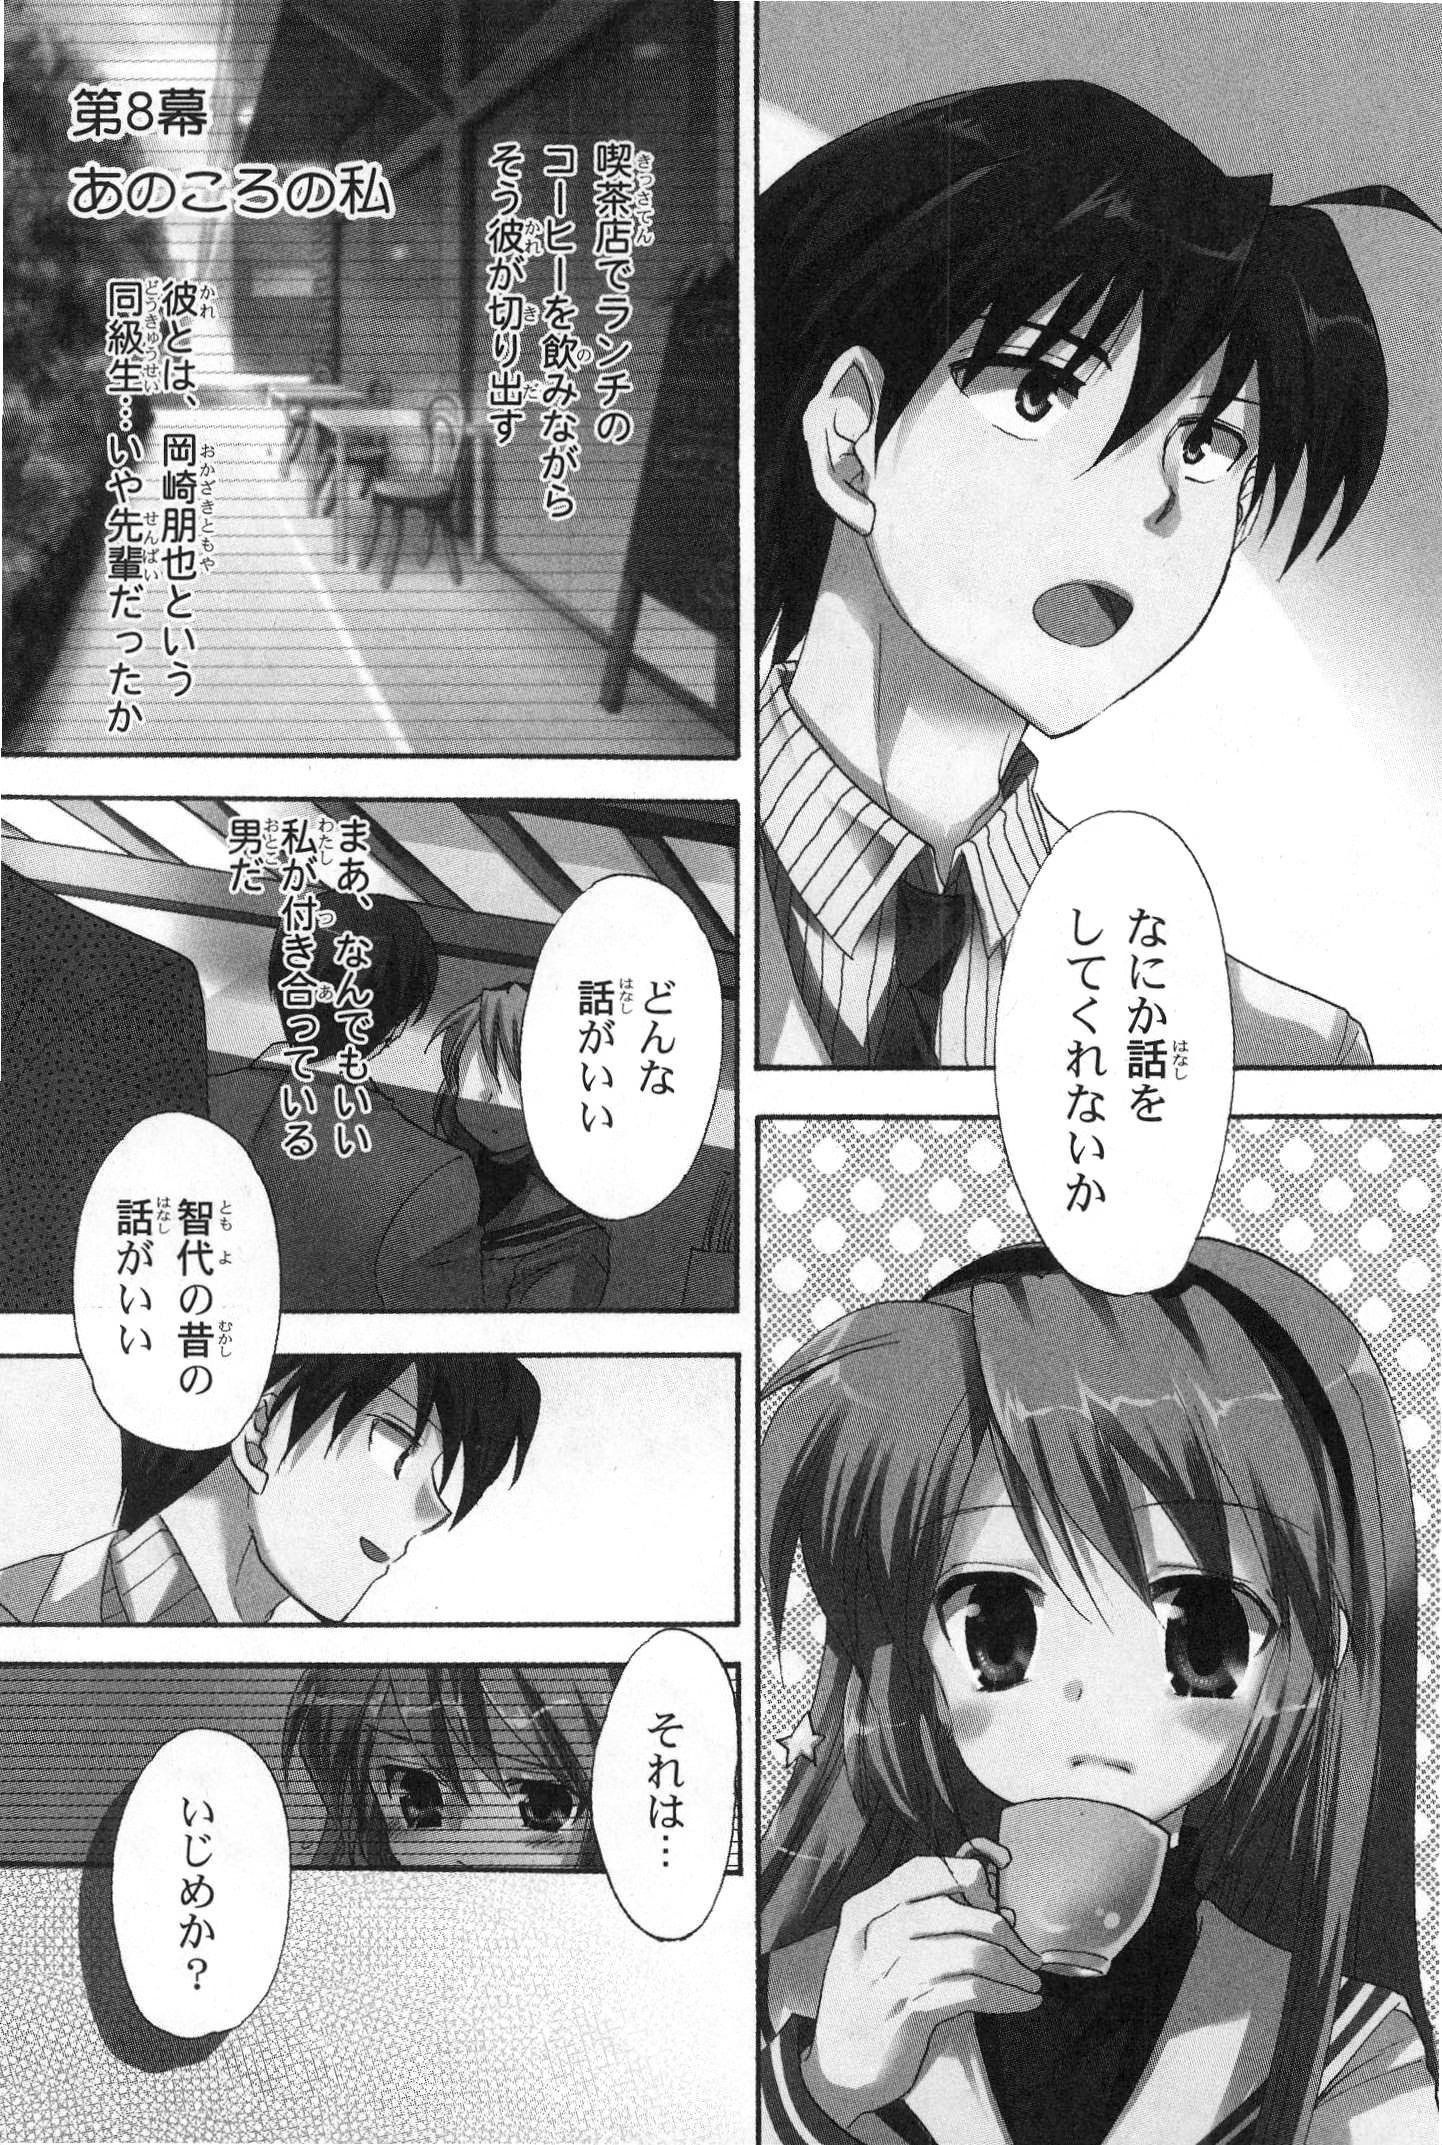 なにか話を
してくれないか
喫茶店でランチの
コーヒーを飲みながら
そう彼が切り出す
第8幕
あのころの私
彼とは、岡崎朋也という
同級生…いや先輩だったか
どんな
話がいい
まあ、なんでもいい
私が付き合っている
男だ
智代の昔の
話がいい
それは…
いじめか?